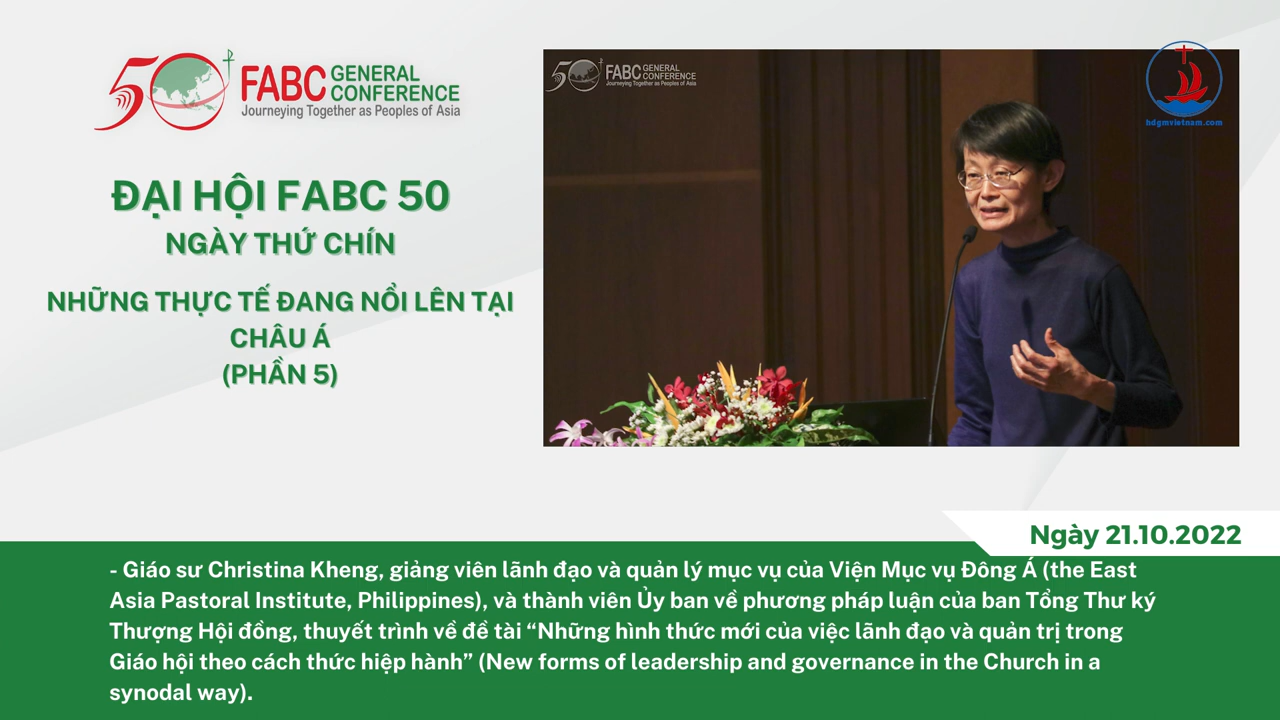 50 FABC GENERAL CONFERENCE
Journeying Together as Peoples of Asia
ĐẠI HỘI FABC 50
NGÀY THỨ CHÍN
NHỮNG THỰC TẾ ĐANG NỔI LÊN TẠI
CHÂU Á
(PHẦN 5)
50 FABC GENERAL CONFERENCE
Journeying Together as Peoples of Asia
hdgmvietnam.com
Ngày 21.10.2022
- Giáo sư Christina Kheng, giảng viên lãnh đạo và quản lý mục vụ của Viện Mục vụ Đông Á (the East
Asia Pastoral Institute, Philippines), và thành viên Ủy ban về phương pháp luận của ban Tổng Thư ký
Thượng Hội đồng, thuyết trình về đề tài “Những hình thức mới của việc lãnh đạo và quản trị trong
Giáo hội theo cách thức hiệp hành” (New forms of leadership and governance in the Church in a
synodal way).